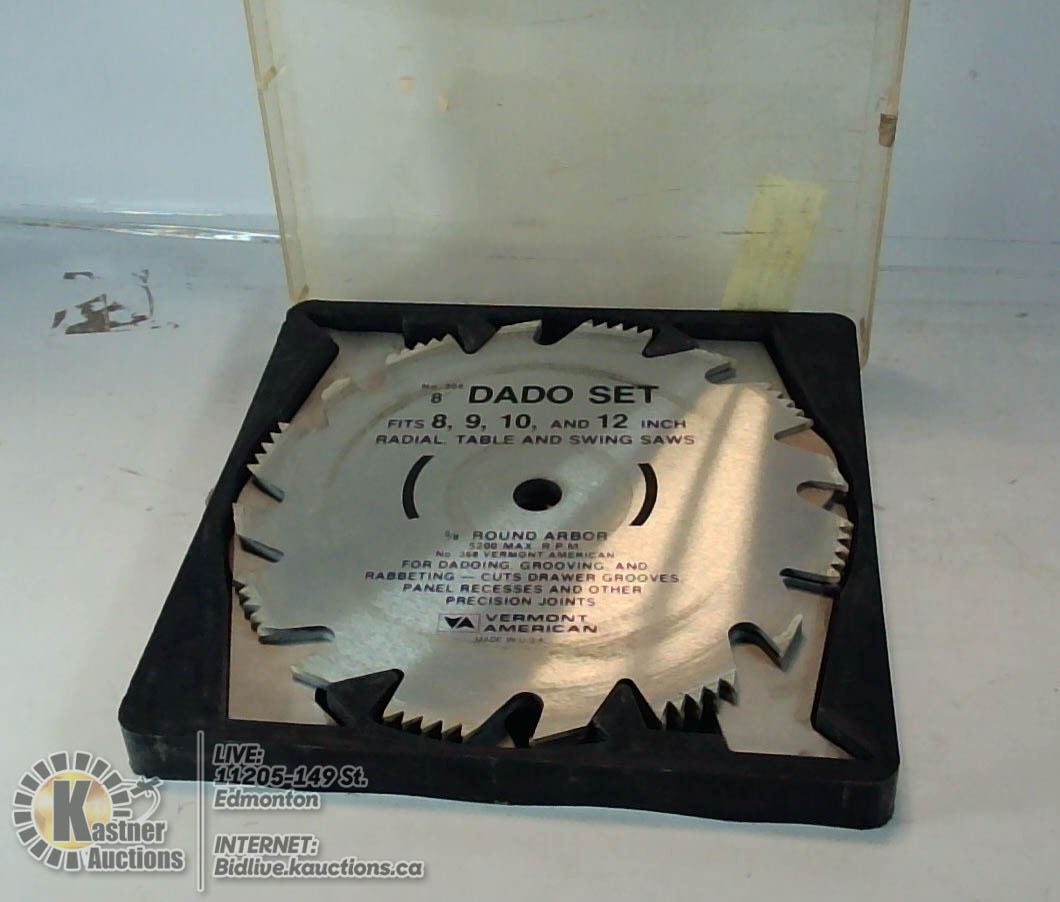 8" DADO SET
FITS 8, 9, 10, AND 12 INCH
RADIAL, TABLE AND SWING SAWS
5/8 ROUND ARBOR
5200 MAX R.P.M.
No. 368 VERMONT AMERICAN
FOR DADOING, GROOVING, AND
RABBETING — CUTS DRAWER GROOVES,
PANEL RECESSES AND OTHER
PRECISION JOINTS
VA VERMONT
AMERICAN
MADE IN U.S.A.
Kastner
Auctions
LIVE:
11205-149 St.
Edmonton
INTERNET:
Bidlive.kauctions.ca